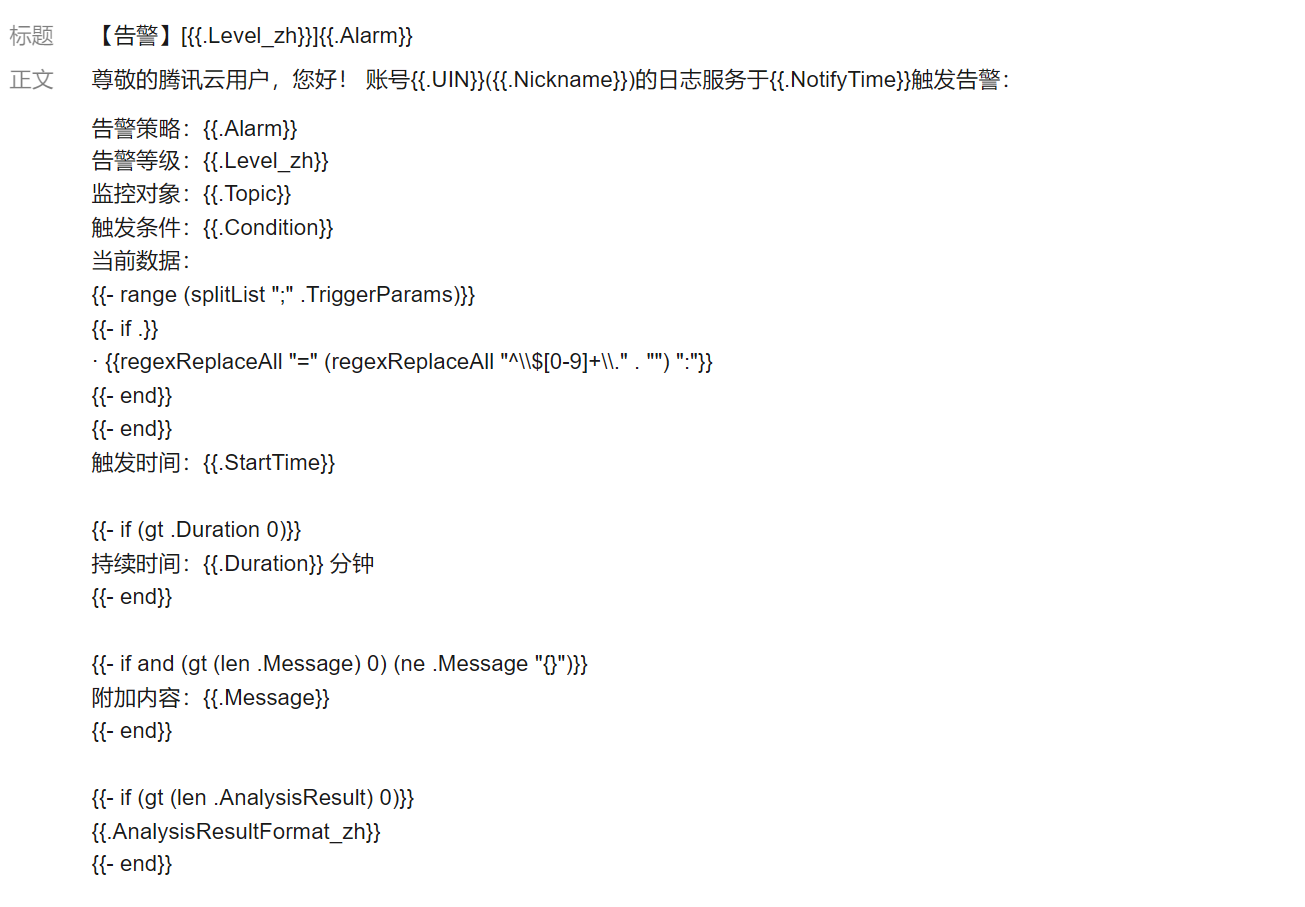 标题 【告警】[{{.Level_zh}}]{{.Alarm}}
正文 尊敬的腾讯云用户，您好！ 账号{{.UIN}}({{.Nickname}})的日志服务于{{.NotifyTime}}触发告警：
告警策略：{{.Alarm}}
告警等级：{{.Level_zh}}
监控对象：{{.Topic}}
触发条件：{{.Condition}}
当前数据：
{{- range (splitList ";" .TriggerParams)}}
{{- if .}}
· {{regexReplaceAll "=" (regexReplaceAll "^\\$[0-9]+\\." . "") ":"}}
{{- end}}
{{- end}}
触发时间：{{.StartTime}}
{{- if (gt .Duration 0)}}
持续时间：{{.Duration}} 分钟
{{- end}}
{{- if and (gt (len .Message) 0) (ne .Message "{}")}}
附加内容：{{.Message}}
{{- end}}
{{- if (gt (len .AnalysisResult) 0)}}
{{.AnalysisResultFormat_zh}}
{{- end}}